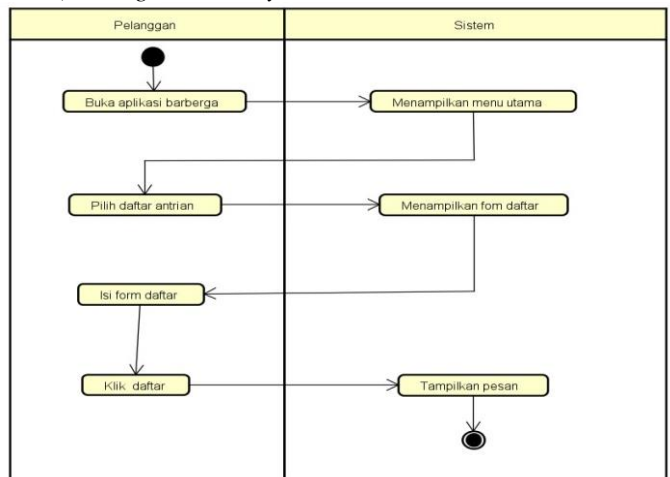 Pelanggan
Sistem
Buka aplikasi barberga
Menampilkan menu utama
Pilih daftar antrian
Menampilkan fom daftar
Isi form daftar
Klik daftar
Tampilkan pesan